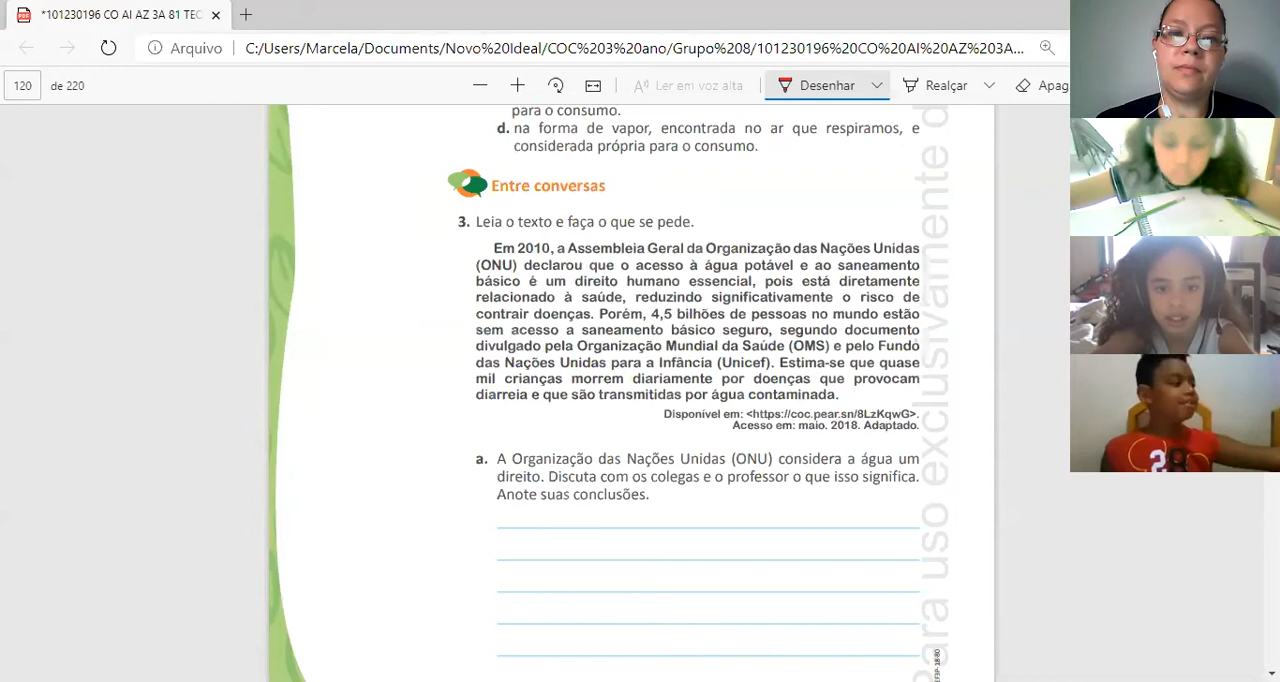 *101230196 CO AI AZ 3A 81 TEC
Arquivo
C:/Users/Marcela/Documents/Novo%20Ideal/COC%203%20ano/Grupo%208/101230196%20CO%20AI%20AZ%203A...
120 de 220
Ler em voz alta
Desenhar
Realçar
Apag
para o consumo.
d. na forma de vapor, encontrada no ar que respiramos, e
considerada própria para o consumo.
Entre conversas
3. Leia o texto e faça o que se pede.
Em 2010, a Assembleia Geral da Organização das Nações Unidas
(ONU) declarou que o acesso à água potável e ao saneamento
básico é um direito humano essencial, pois está diretamente
relacionado à saúde, reduzindo significativamente o risco de
contrair doenças. Porém, 4,5 bilhões de pessoas no mundo estão
sem acesso a saneamento básico seguro, segundo documento
divulgado pela Organização Mundial da Saúde (OMS) e pelo Fundo
das Nações Unidas para a Infância (Unicef). Estima-se que quase
mil crianças morrem diariamente por doenças que provocam
diarreia e que são transmitidas por água contaminada.
Disponível em: <https://coc.pear.sn/8LzKqwG>.
Acesso em: maio. 2018. Adaptado.
a. A Organização das Nações Unidas (ONU) considera a água um
direito. Discuta com os colegas e o professor o que isso significa.
Anote suas conclusões.
para uso exclusivamente d
EF3P-18-80
28